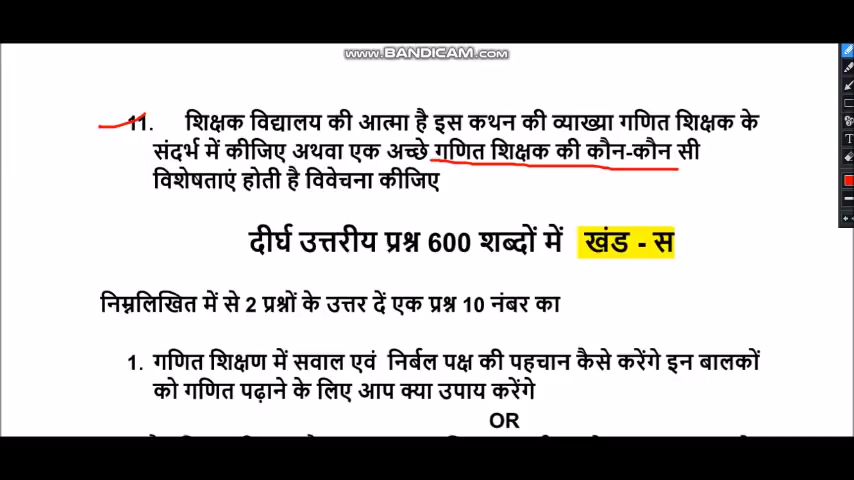 WWW.BANDICAM.COM
11. शिक्षक विद्यालय की आत्मा है इस कथन की व्याख्या गणित शिक्षक के
संदर्भ में कीजिए अथवा एक अच्छे गणित शिक्षक की कौन-कौन सी
विशेषताएं होती है विवेचना कीजिए
दीर्घ उत्तरीय प्रश्न 600 शब्दों में खंड - स
निम्नलिखित में से 2 प्रश्नों के उत्तर दें एक प्रश्न 10 नंबर का
1. गणित शिक्षण में सवाल एवं निर्बल पक्ष की पहचान कैसे करेंगे इन बालकों
को गणित पढ़ाने के लिए आप क्या उपाय करेंगे
OR